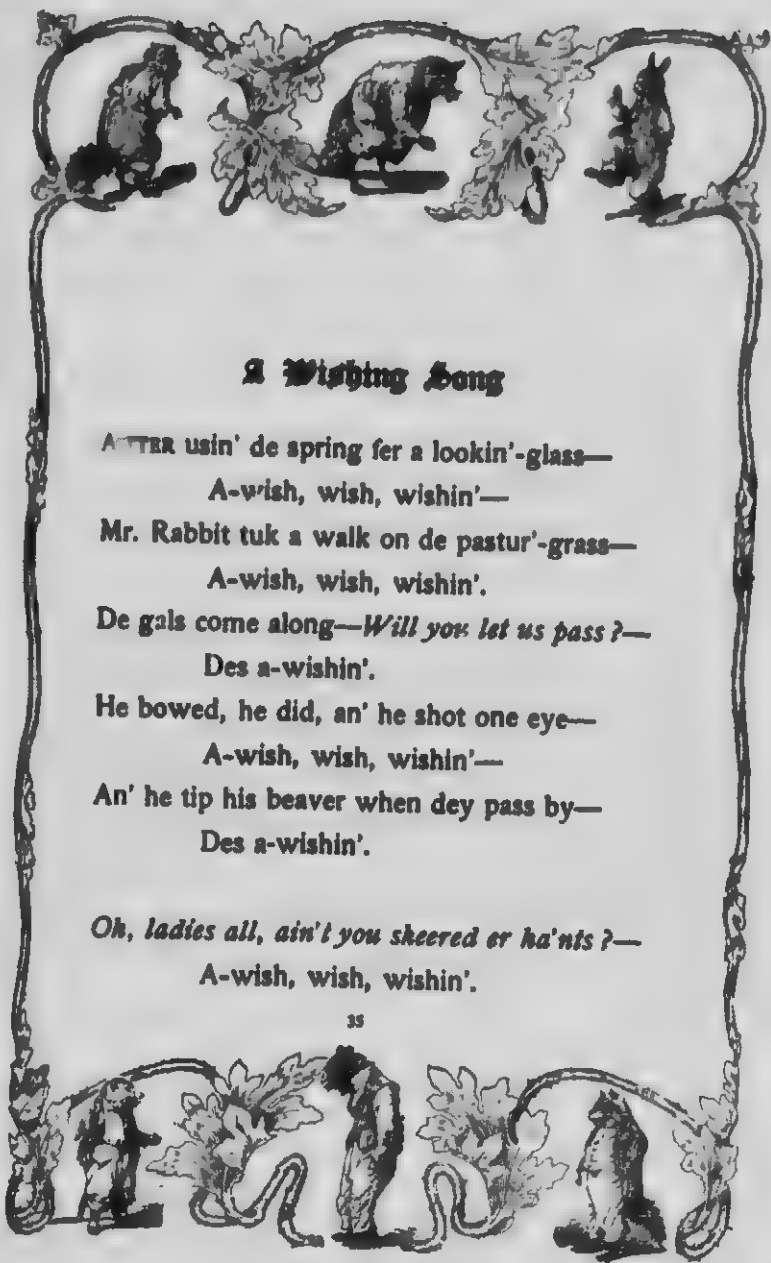 A Wishing Song
AFTER usin' de spring fer a lookin'-glass—
A-wish, wish, wishin'—
Mr. Rabbit tuk a walk on de pastur'-grass—
A-wish, wish, wishin'.
De gals come along—Will you let us pass?—
Des a-wishin'.
He bowed, he did, an' he shot one eye—
A-wish, wish, wishin'—
An' he tip his beaver when dey pass by—
Des a-wishin'.
Oh, ladies all, ain't you skeered er ha'nts?—
A-wish, wish, wishin'.
35